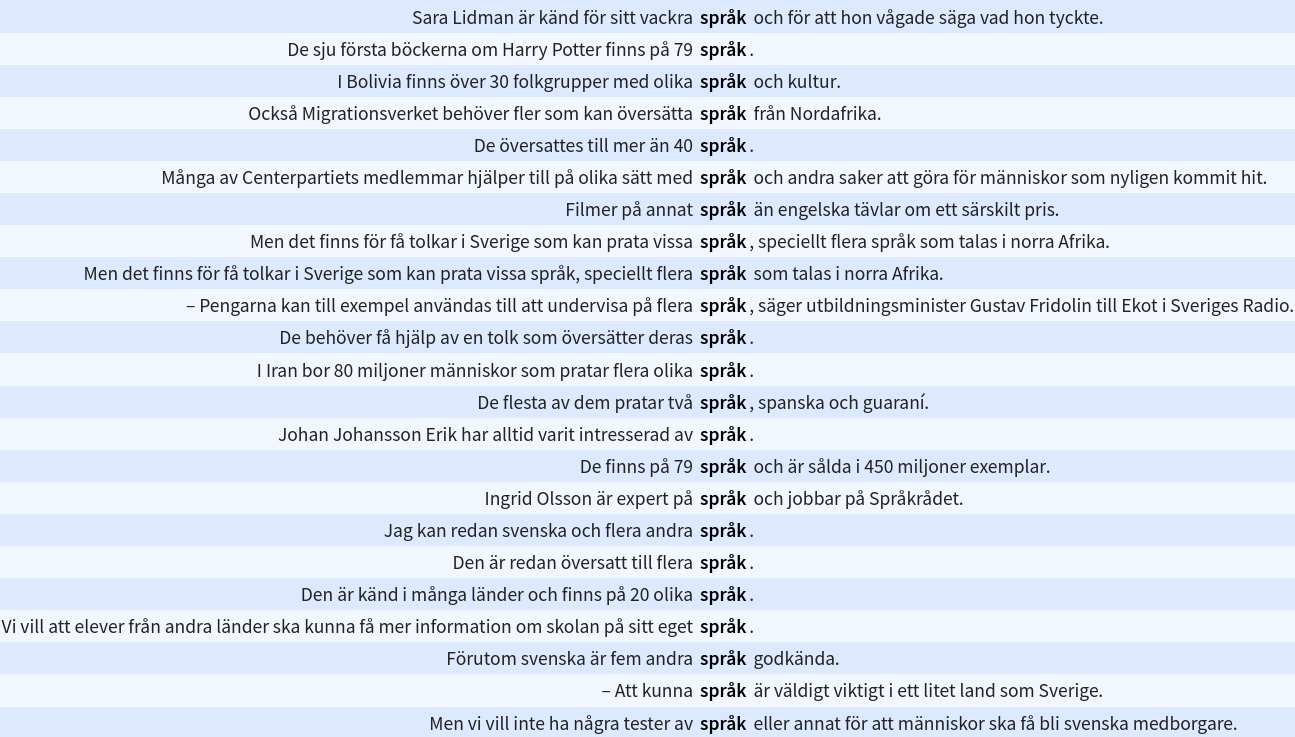 Sara Lidman är känd för sitt vackra språk och för att hon vågade säga vad hon tyckte.
De sju första böckerna om Harry Potter finns på 79 språk .
I Bolivia finns över 30 folkgrupper med olika språk och kultur.
Också Migrationsverket behöver fler som kan översätta språk från Nordafrika.
De översattes till mer än 40 språk .
Många av Centerpartiets medlemmar hjälper till på olika sätt med språk och andra saker att göra för människor som nyligen kommit hit.
Filmer på annat språk än engelska tävlar om ett särskilt pris.
Men det finns för få tolkar i Sverige som kan prata vissa språk , speciellt flera språk som talas i norra Afrika.
Men det finns för få tolkar i Sverige som kan prata vissa språk, speciellt flera språk som talas i norra Afrika.
– Pengarna kan till exempel användas till att undervisa på flera språk , säger utbildningsminister Gustav Fridolin till Ekot i Sveriges Radio.
De behöver få hjälp av en tolk som översätter deras språk .
I Iran bor 80 miljoner människor som pratar flera olika språk .
De flesta av dem pratar två språk , spanska och guaraní.
Johan Johansson Erik har alltid varit intresserad av språk .
De finns på 79 språk och är sålda i 450 miljoner exemplar.
Ingrid Olsson är expert på språk och jobbar på Språkrådet.
Jag kan redan svenska och flera andra språk .
Den är redan översatt till flera språk .
Den är känd i många länder och finns på 20 olika språk .
Vi vill att elever från andra länder ska kunna få mer information om skolan på sitt eget språk .
Förutom svenska är fem andra språk godkända.
– Att kunna språk är väldigt viktigt i ett litet land som Sverige.
Men vi vill inte ha några tester av språk eller annat för att människor ska få bli svenska medborgare.